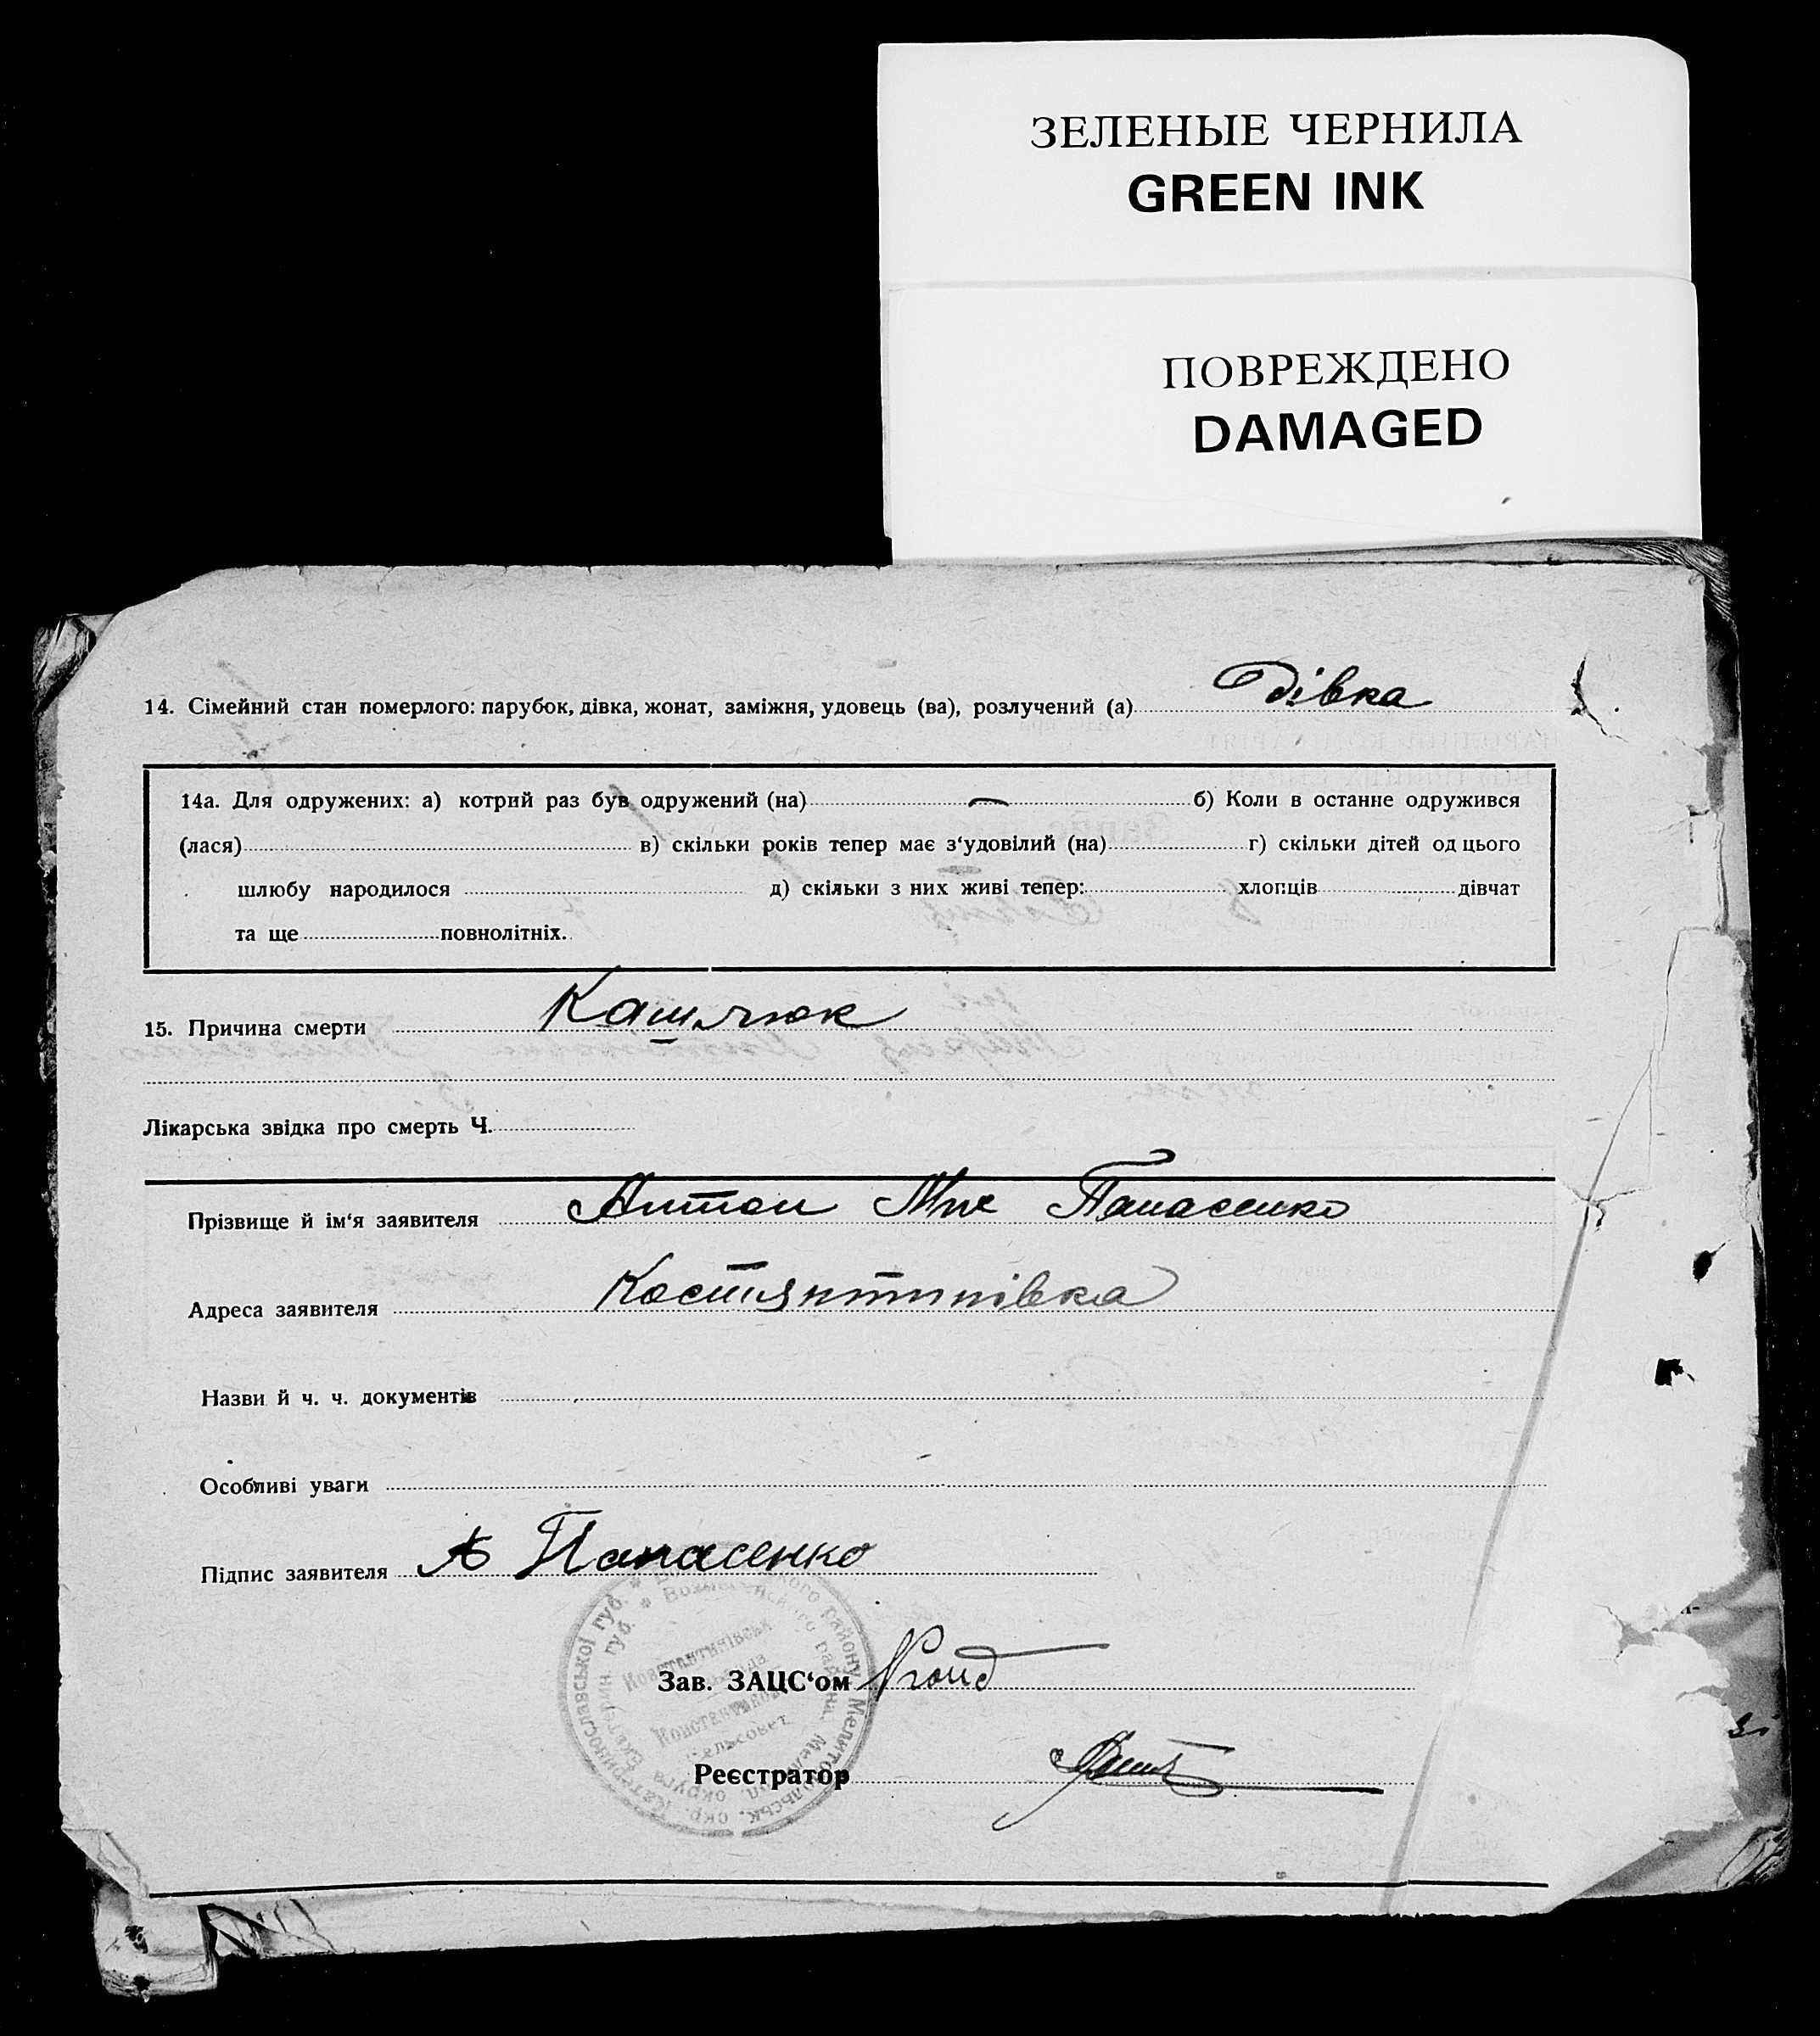 ЗЕЛЕНЫЕ ЧЕРНИЛА
GREEN INK
ПОВРЕЖДЕНО
DAMAGED
14. Сімейний стан померлого: парубок, дівка, жонат, заміжня, удовець (ва), розлучений (а) Дівка
14а. Для одружених: а) котрий раз був одружений (на) — б) Коли в останнє одружився
(лася) в) скільки років тепер має з‘удовілий (на) г) скільки дітей од цього
шлюбу народилося д) скільки з них живі тепер: хлопців дівчат
та ще повнолітніх.
15. Причина смерти Кашлюк
Лікарська звідка про смерть Ч.
Прізвище й ім‘я заявителя Антон Панасенко
Адреса заявителя Костянтинівка
Назви й ч. ч. документів
Особливі уваги
Підпис заявителя А Панасенко
Зав. ЗАЦС‘ом
Реєстратор